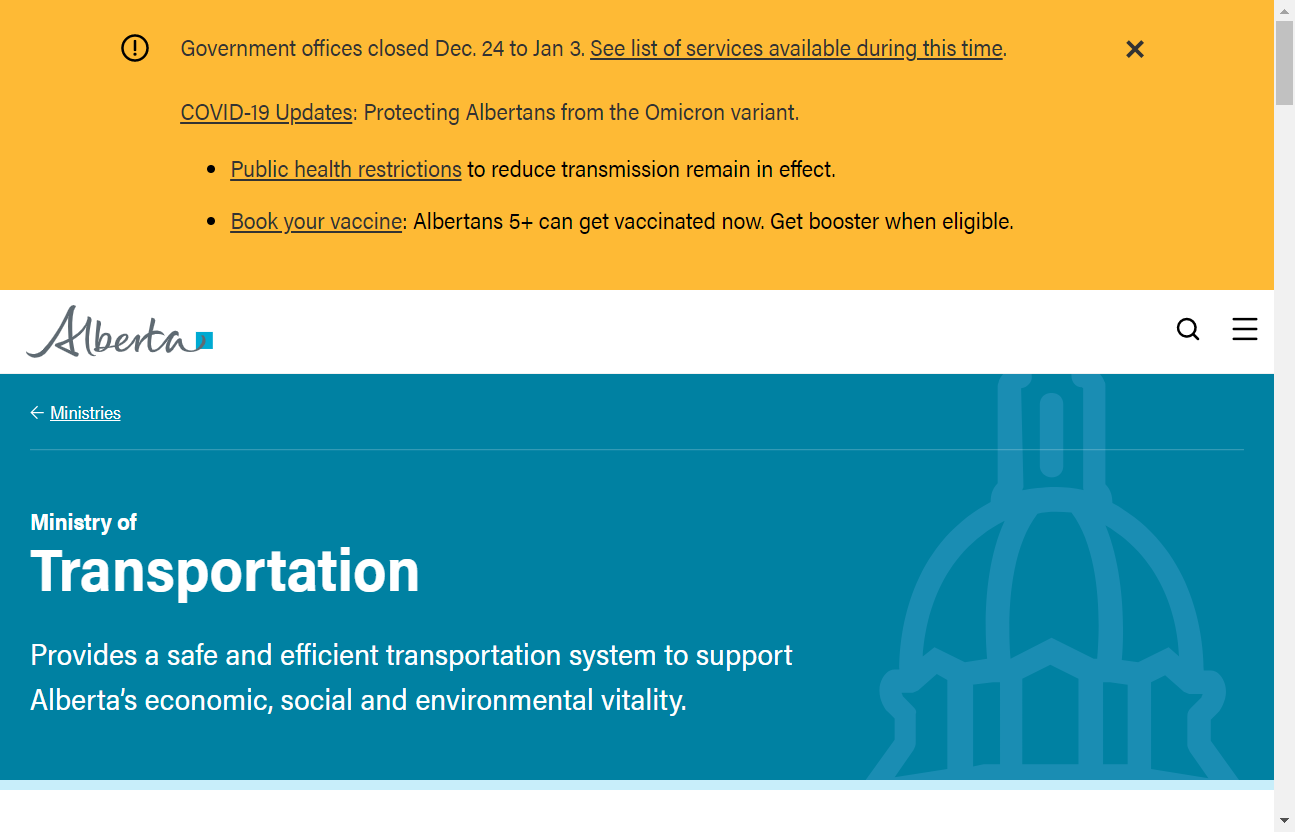 Government offices closed Dec. 24 to Jan 3. See list of services available during this time.
COVID-19 Updates: Protecting Albertans from the Omicron variant.
Public health restrictions to reduce transmission remain in effect.
Book your vaccine: Albertans 5+ can get vaccinated now. Get booster when eligible.
Alberta
Ministries
Ministry of
Transportation
Provides a safe and efficient transportation system to support
Alberta’s economic, social and environmental vitality.